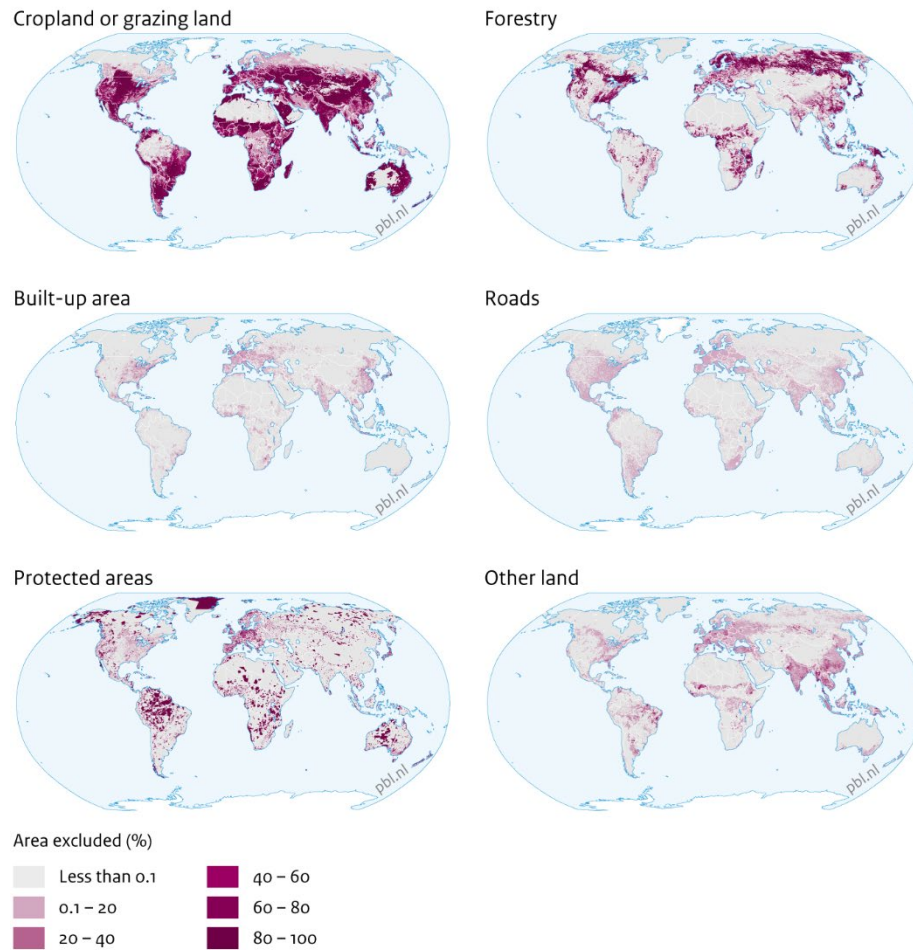 Cropland or grazing land
Forestry
pbl.nl
pbl.nl
Built-up area
Roads
pbl.nl
pbl.nl
Protected areas
Other land
pbl.nl
pbl.nl
Area excluded (%)
Less than 0.1
40 – 60
0.1 – 20
60 – 80
20 – 40
80 – 100